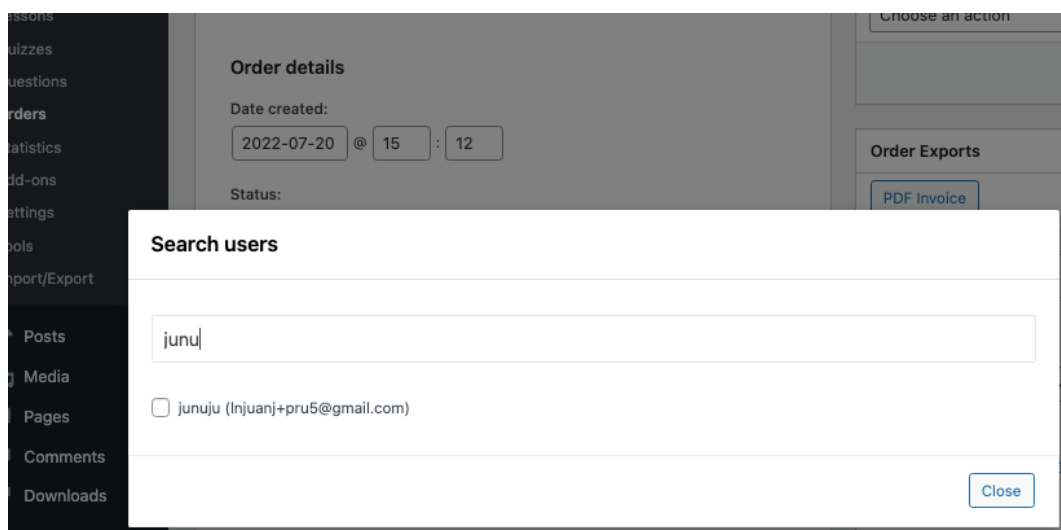 Choose an action
Order details
Date created:
2022-07-20 @ 15 : 12
Status:
Order Exports
PDF Invoice
Search users
junu
junuju (lnjuanj+pru5@gmail.com)
Close
Posts
Media
Pages
Comments
Downloads